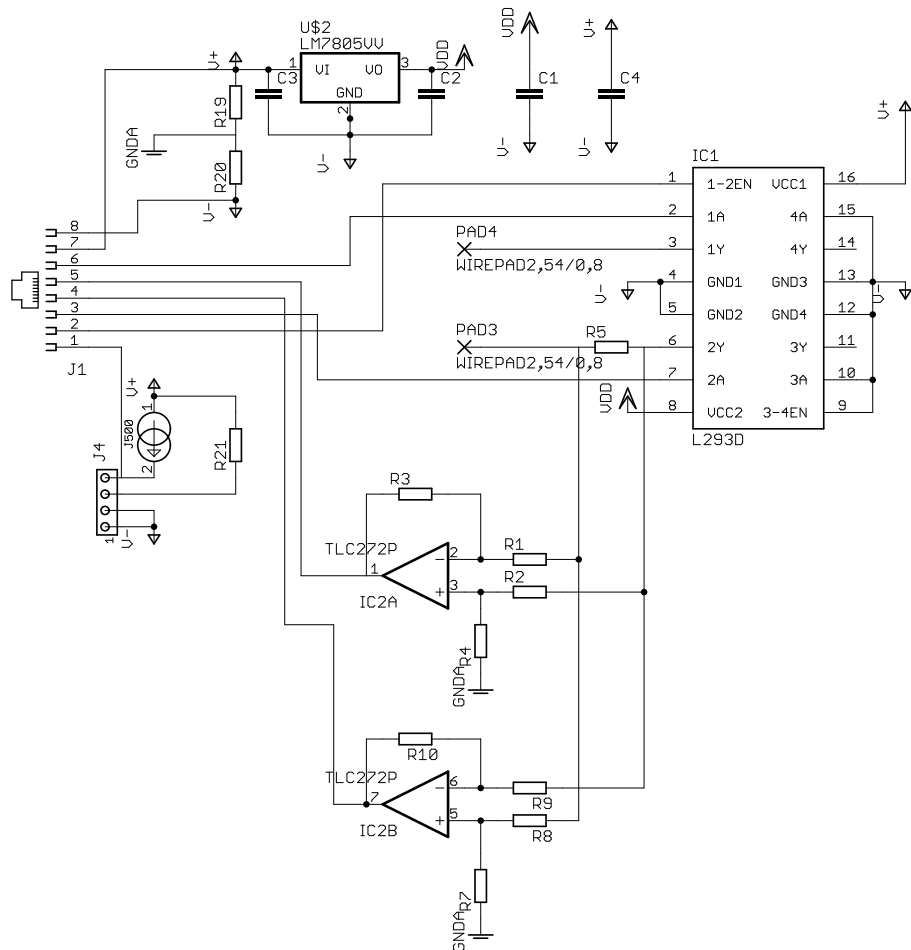 U$2
LM7805VV
V+
1
VI
VO
3
VDD
C3
GND
2
C2
V-
R19
GNDA
R20
V-
VDD
C1
V-
V+
C4
V-
V+
IC1
1
1-2EN
VCC1
16
2
1A
4A
15
3
1Y
4Y
14
4
GND1
GND3
13
5
GND2
GND4
12
6
2Y
3Y
11
7
2A
3A
10
8
VCC2
3-4EN
9
L293D
V-
V-
VDD
PAD4
WIREPAD2,54/0,8
PAD3
WIREPAD2,54/0,8
R5
8
7
6
5
4
3
2
1
J1
V+
1
J500
2
R21
J4
1
V-
R3
TLC272P
2
-
1
3
+
IC2A
R1
R2
R4
GNDA
R10
TLC272P
6
-
7
5
+
IC2B
R9
R8
R7
GNDA